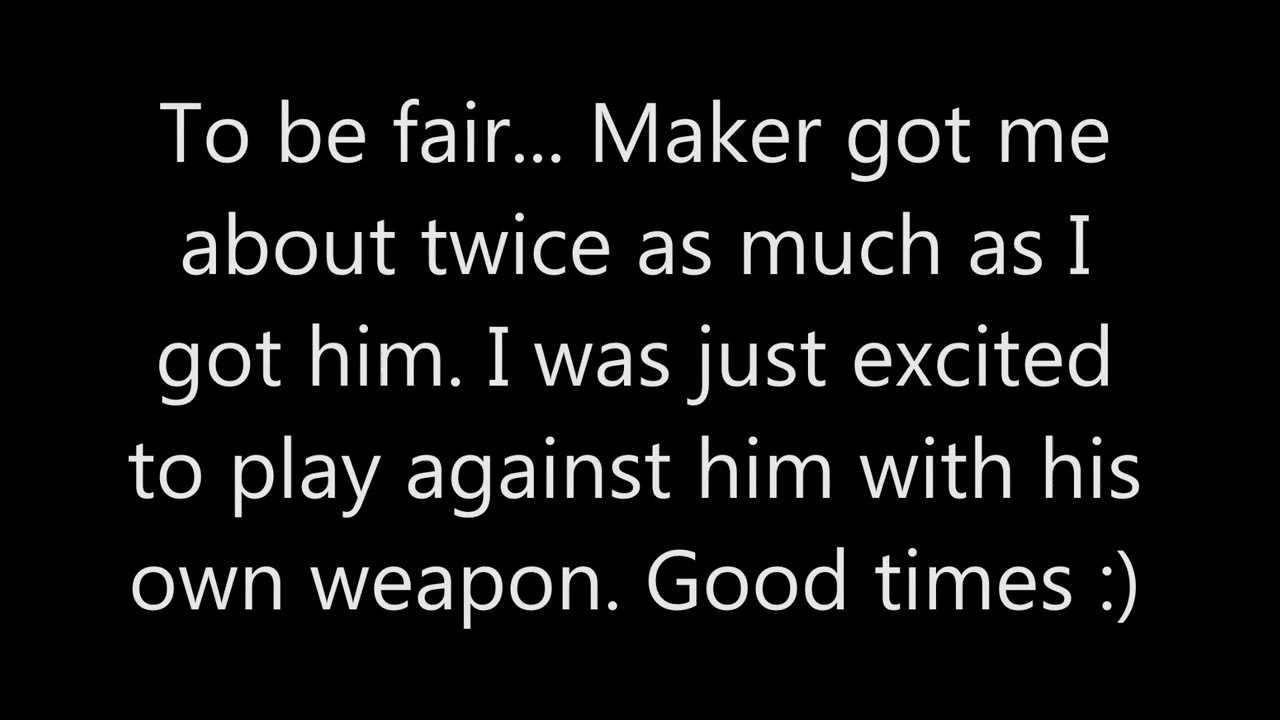 To be fair... Maker got me
about twice as much as I
got him. I was just excited
to play against him with his
own weapon. Good times :)